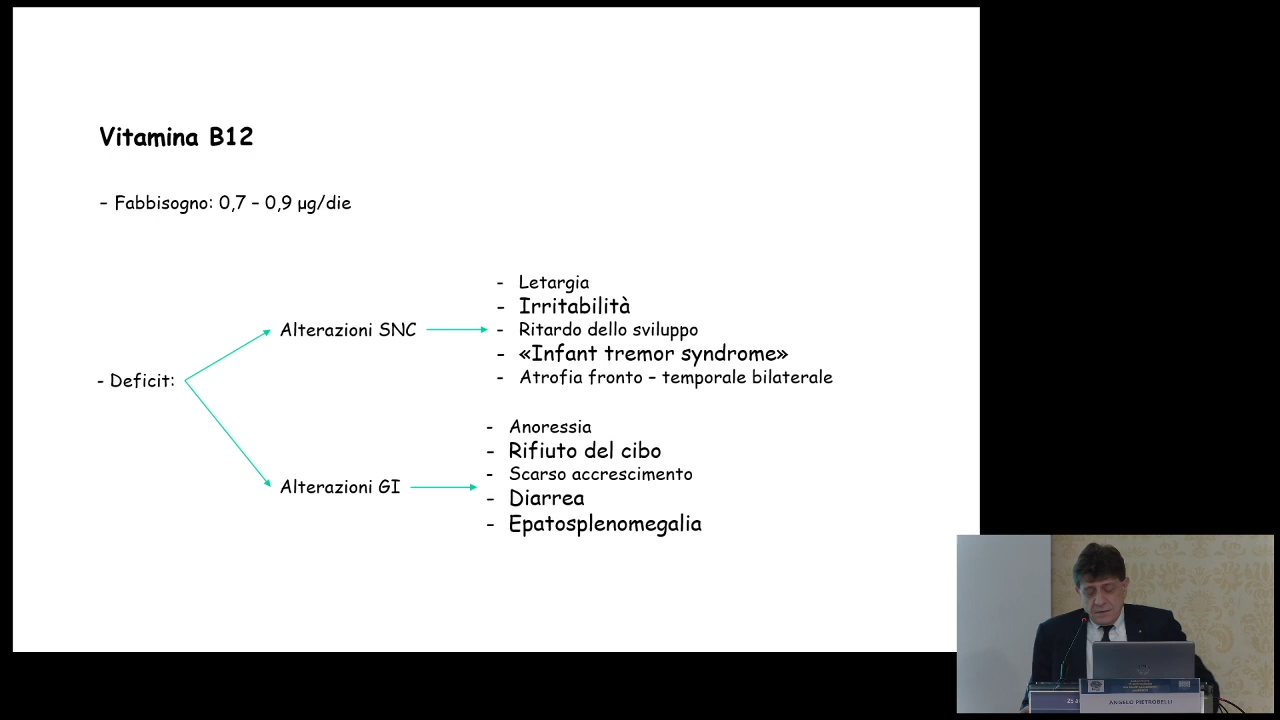 Vitamina B12
- Fabbisogno: 0,7 – 0,9 µg/die
- Letargia
- Irritabilità
Alterazioni SNC
- Ritardo dello sviluppo
- «Infant tremor syndrome»
- Atrofia fronto – temporale bilaterale
- Deficit:
- Anoressia
- Rifiuto del cibo
- Scarso accrescimento
Alterazioni GI
- Diarrea
- Epatosplenomegalia
ANGELO PIETROBELLI